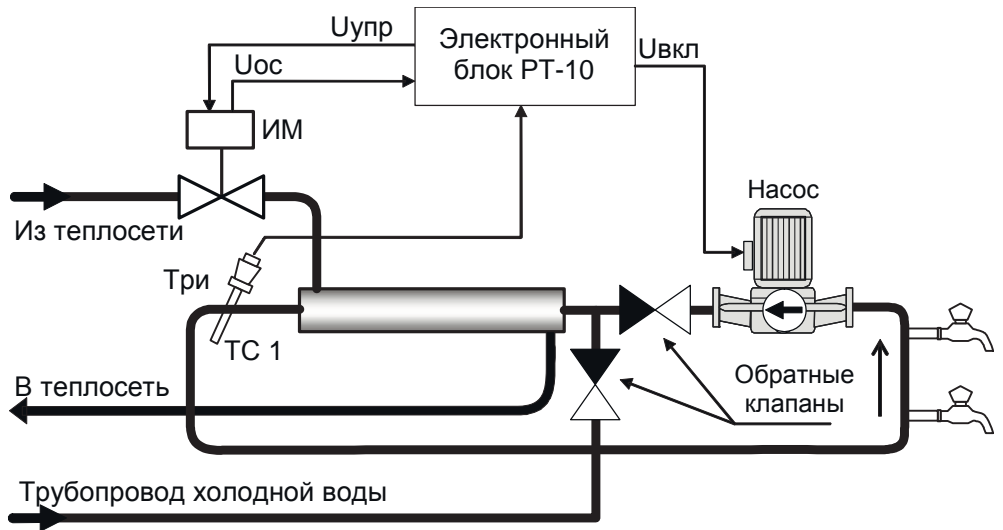 Uупр
Электронный
блок РТ-10
Uвкл
Uос
ИМ
Насос
Из теплосети
Три
ТС 1
В теплосеть
Обратные
клапаны
Трубопровод холодной воды